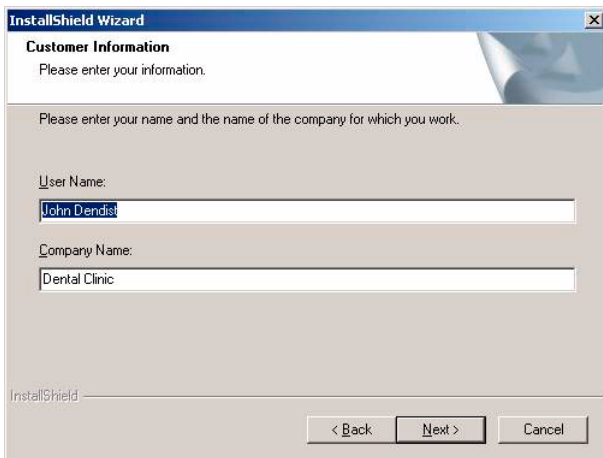 InstallShield Wizard
Customer Information
Please enter your information.
Please enter your name and the name of the company for which you work.
User Name:
John Dendist
Company Name:
Dental Clinic
InstallShield
< Back Next > Cancel